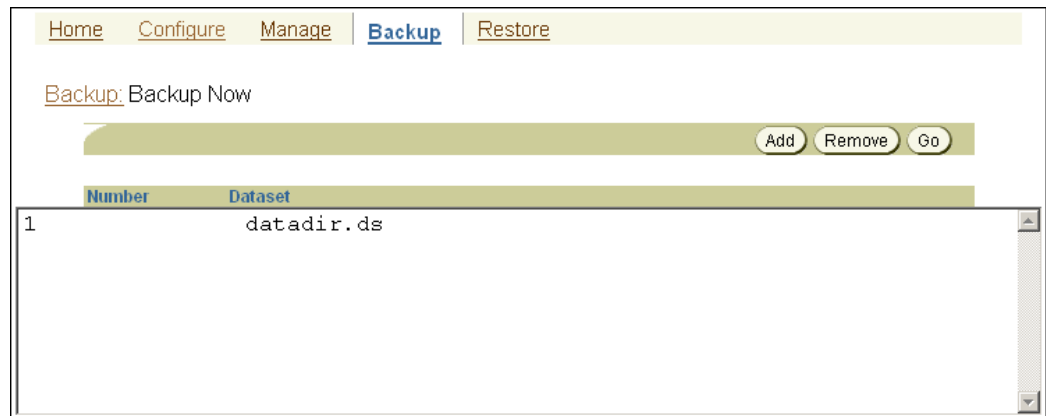 Home Configure Manage Backup Restore
Backup: Backup Now
Add Remove Go
Number Dataset
1 datadir.ds